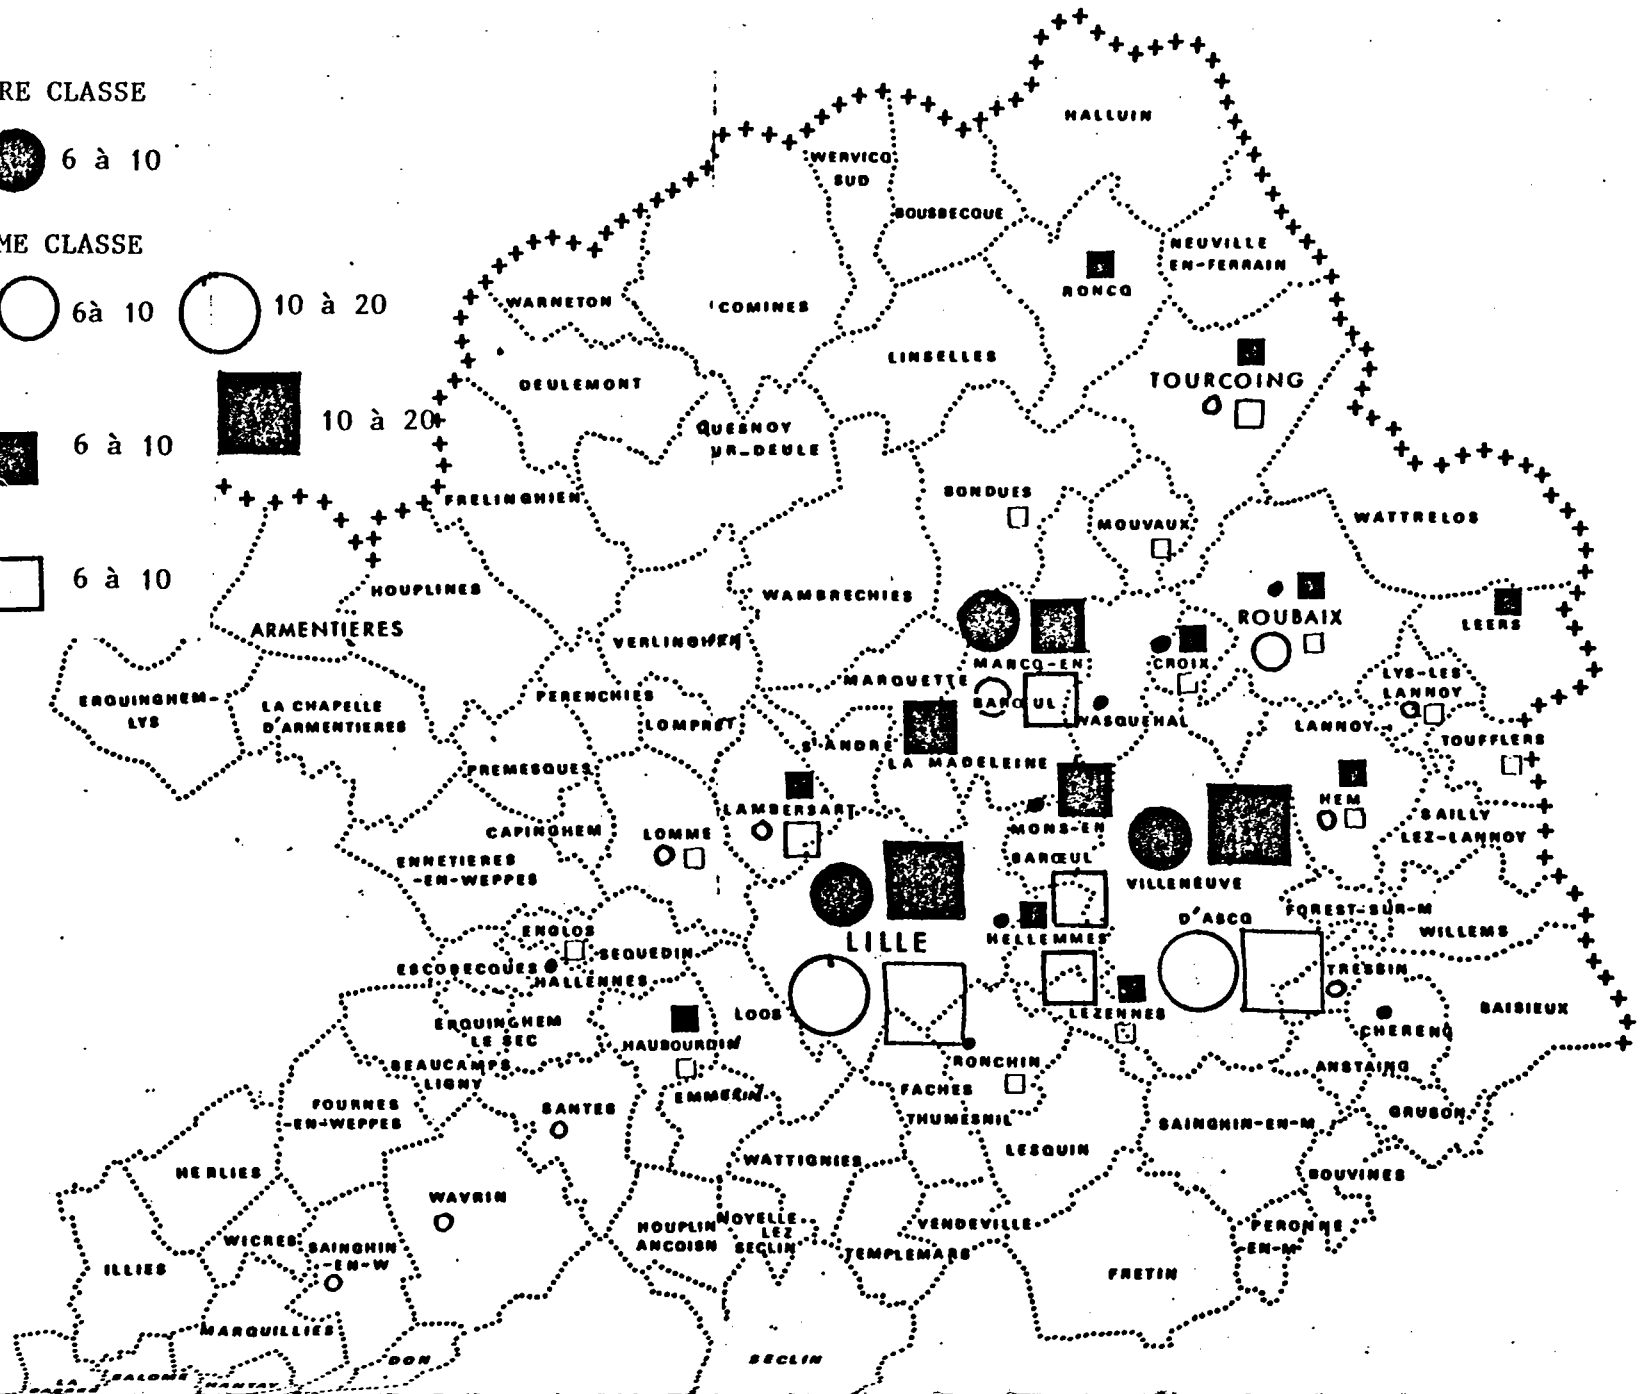 RE CLASSE
6 à 10
ME CLASSE
6à 10
10 à 20
6 à 10
10 à 20
6 à 10
HALLUIN
WERVICQ
SUD
BOUSBECQUE
NEUVILLE
EN-FERRAIN
RONCQ
WARNETON
COMINES
LINSELLES
DEULEMONT
TOURCOING
QUESNOY
UR-DEULE
FRELINGHIEN
BONDUES
MOUVAUX
WATTRELOS
HOUPLINES
WAMBRECHIES
ARMENTIERES
VERLINGHEN
ROUBAIX
LEERS
MARCQ-EN
BARŒUL
CROIX
LYS-LES
LANNOY
MARQUETTE
ERQUINGHEM-
LYS
LA CHAPELLE
D'ARMENTIERES
PERENCHIES
LOMPRET
WASQUEHAL
LANNOY
S'ANDRE
TOUFFLERS
LA MADELEINE
PREMESQUES
LAMBERSART
HEM
SAILLY
LEZ-LANNOY
CAPINGHEM
LOMME
MONS-EN
BARŒUL
ENNETIERES
-EN-WEPPES
VILLENEUVE
D'ASCQ
FOREST-SUR-M
WILLEMS
ENGLOS
LILLE
HELLEMMES
SEQUEDIN
ESCOBECQUES
HALLENNES
TRESSIN
BAISIEUX
LOOS
LEZENNES
CHERENG
ERQUINGHEM
LE SEC
HAUBOURDIN
RONCHIN
ANSTAING
BEAUCAMPS
LIGNY
EMMERIN
FACHES
THUMESNIL
GRUSON
FOURNES
-EN-WEPPES
SANTES
SAINGHIN-EN-M
LESQUIN
WATTIGNIES
BOUVINES
HERLIES
WAVRIN
HOUPLIN
ANCOISN
NOYELLE
LEZ
SECLIN
VENDEVILLE
PERONNE
-EN-M
WICRES
SAINGHIN
-EN-W
TEMPLEMARS
ILLIES
FRETIN
MARQUILLIES
DON
SECLIN
LA
SALOME
HANTAY